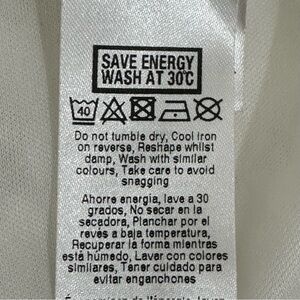 SAVE ENERGY
WASH AT 30°C
40
Do not tumble dry, Cool iron
on reverse, Reshape whilst
damp, Wash with similar
colours, Take care to avoid
snagging
Ahorre energía, lave a 30
grados, No secar en la
secadora, Planchar por el
revés a baja temperatura,
Recuperar la forma mientras
está húmedo, Lavar con colores
similares, Tener cuidado para
evitar enganchones